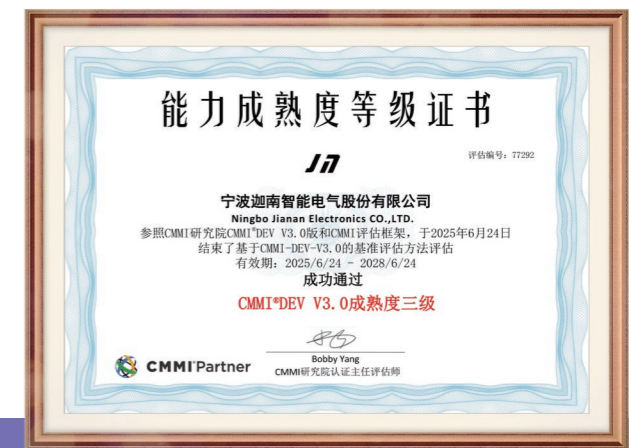 能力成熟度等级证书
评估编号：77292
宁波迦南智能电气股份有限公司
Ningbo Jianan Electronics CO.,LTD.
参照CMMI研究院CMMI®DEV V3.0版和CMMI评估框架，于2025年6月24日
结束了基于CMMI-DEV-V3.0的基准评估方法评估
有效期：2025/6/24 - 2028/6/24
成功通过
CMMI®DEV V3.0成熟度三级
CMMI®Partner
Bobby Yang
CMMI研究院认证主任评估师